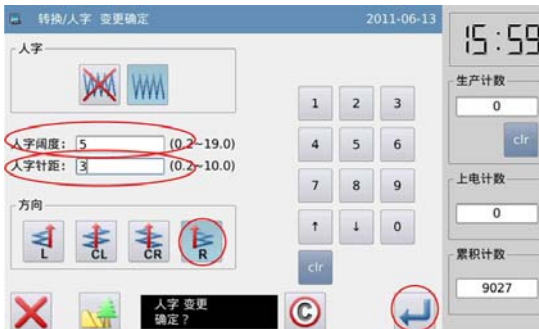 转换/人字 变更确定 2011-06-13
15:59
人字
生产计数
0
clr
1 2 3
人字阔度: 5 (0.2~19.0)
人字针距: 3 (0.2~10.0)
4 5 6
7 8 9
↑ ↓ 0
clr
上电计数
0
方向
L CL CR R
累积计数
9027
人字 变更
确定?
C